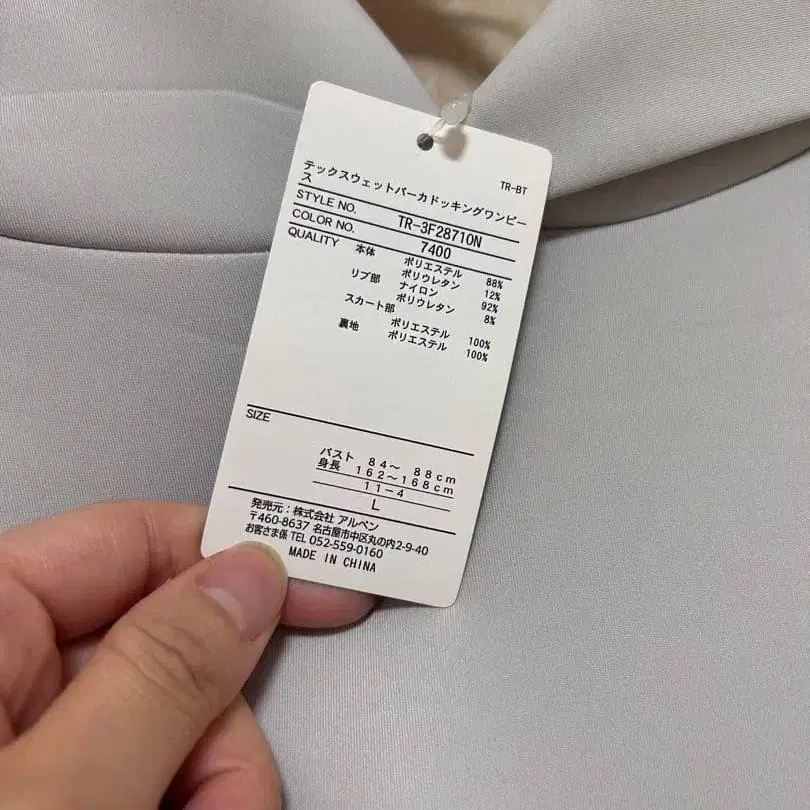 TR-BT
テックスウェットパーカドッキングワンピー
ス
STYLE NO. TR-3F28710N
COLOR NO. 7400
QUALITY 本体 ポリエステル 88%
ポリウレタン 12%
リブ部 ナイロン 92%
ポリウレタン 8%
スカート部 ポリエステル 100%
裏地 ポリエステル 100%
SIZE
バスト 84～ 88cm
身長 162～168cm
11-4
L
発売元：株式会社 アルペン
〒460-8637 名古屋市中区丸の内2-9-40
お客さま係 TEL 052-559-0160
MADE IN CHINA